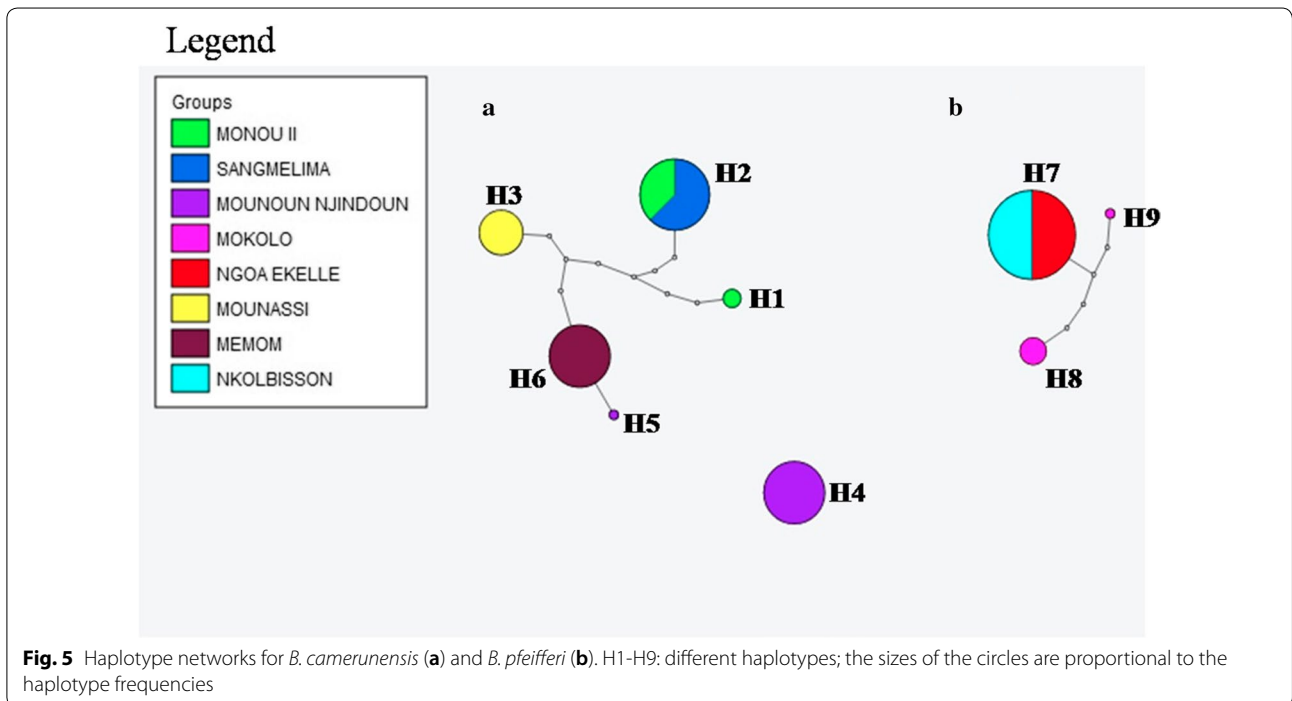 Legend
Groups
MONOU II
SANGMELIMA
MOUNOUN NJINDOUN
MOKOLO
NGOA EKELLE
MOUNASSI
MEMOM
NKOLBISSON
a
H3
H2
H1
H6
H5
H4
b
H7
H9
H8
Fig. 5 Haplotype networks for B. camerunensis (a) and B. pfeifferi (b). H1-H9: different haplotypes; the sizes of the circles are proportional to the
haplotype frequencies